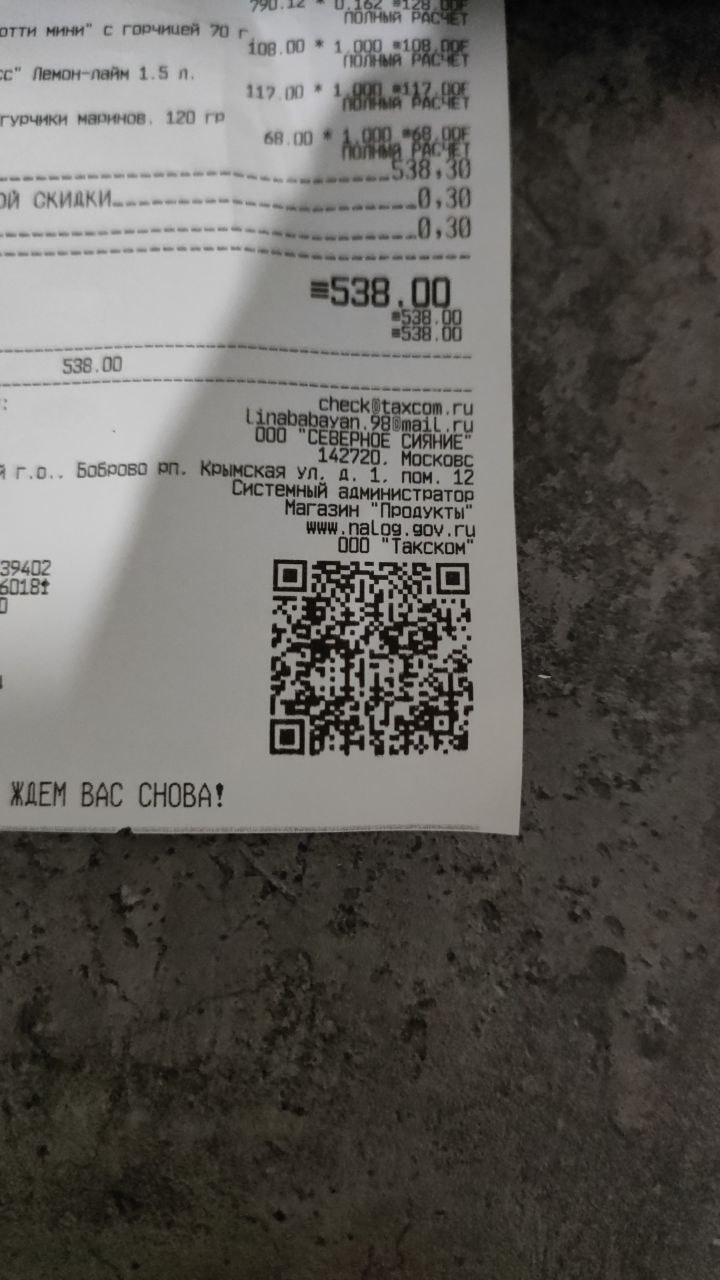 790.12 * 0.162 ≡128.00F
ПОЛНЫЙ РАСЧЕТ
отти мини" с горчицей 70 г
108.00 * 1.000 ≡108.00F
ПОЛНЫЙ РАСЧЕТ
сс" Лемон-лайм 1.5 л.
117.00 * 1.000 ≡117.00F
ПОЛНЫЙ РАСЧЕТ
гурчики маринов. 120 гр
68.00 * 1.000 ≡68.00F
ПОЛНЫЙ РАСЧЕТ
538,30
ОЙ СКИДКИ 0,30
0,30
≡538.00
≡538.00
≡538.00
538.00
check@taxcom.ru
linababayan.98@mail.ru
ООО "СЕВЕРНОЕ СИЯНИЕ"
142720, Московс
й г.о., Боброво рп, Крымская ул, д. 1, пом. 12
Системный администратор
Магазин "Продукты"
www.nalog.gov.ru
ООО "Такском"
39402
60181
0
ЖДЕМ ВАС СНОВА!